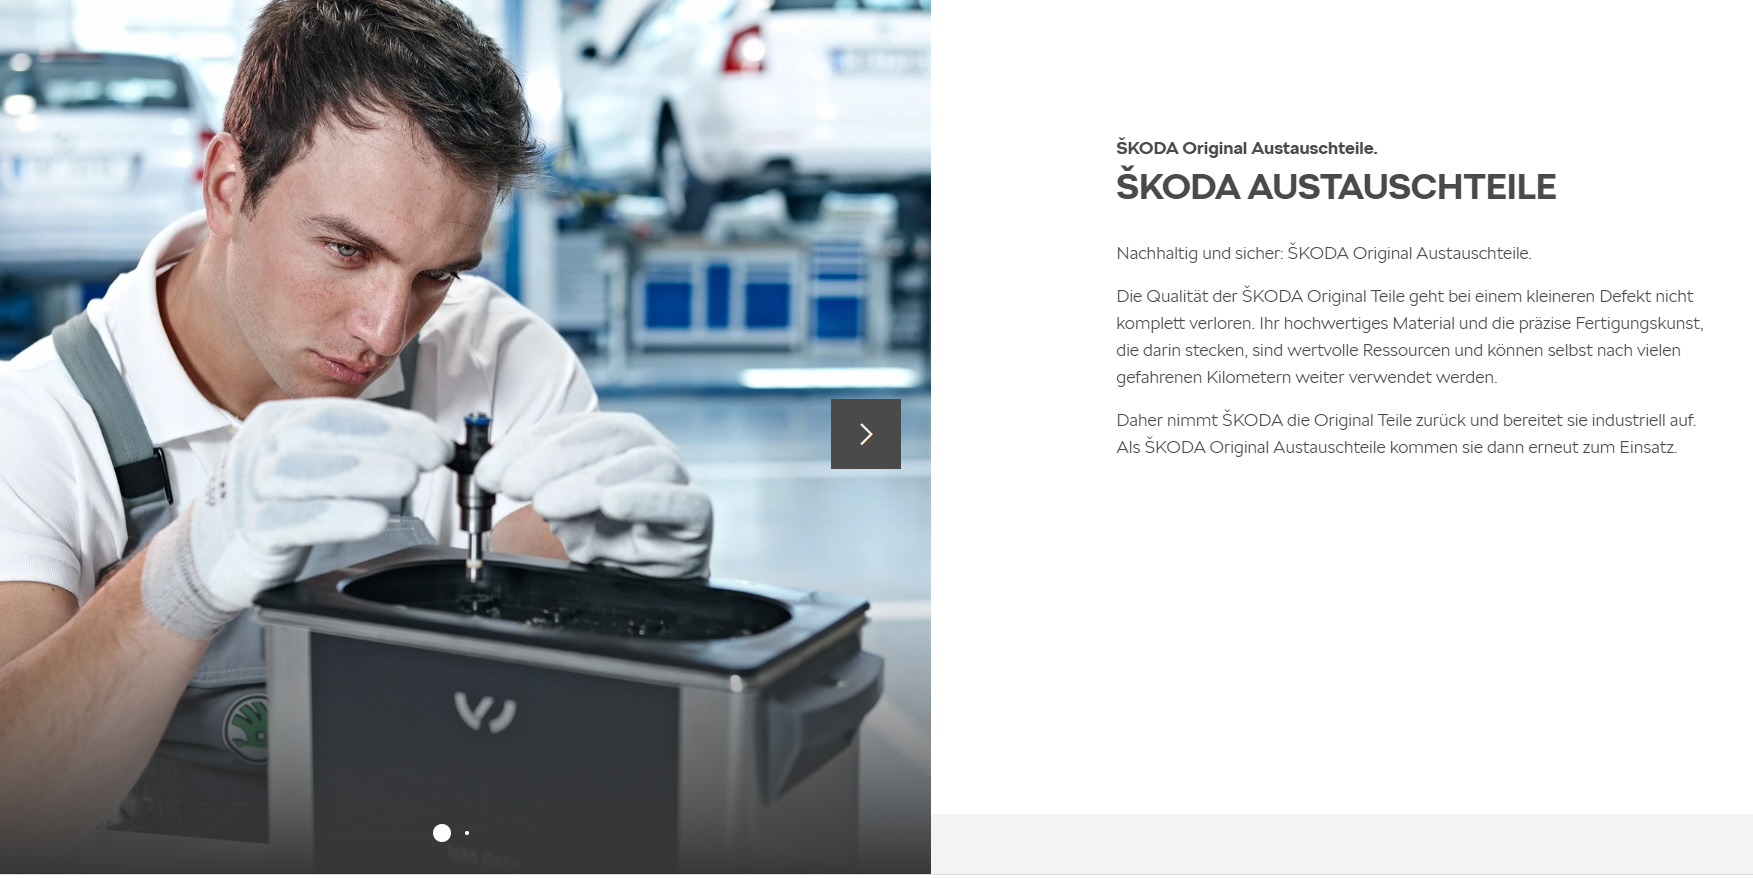 ŠKODA Original Austauschteile.
ŠKODA AUSTAUSCHTEILE
Nachhaltig und sicher: ŠKODA Original Austauschteile.
Die Qualität der ŠKODA Original Teile geht bei einem kleineren Defekt nicht
komplett verloren. Ihr hochwertiges Material und die präzise Fertigungskunst,
die darin stecken, sind wertvolle Ressourcen und können selbst nach vielen
gefahrenen Kilometern weiter verwendet werden.
Daher nimmt ŠKODA die Original Teile zurück und bereitet sie industriell auf.
Als ŠKODA Original Austauschteile kommen sie dann erneut zum Einsatz.